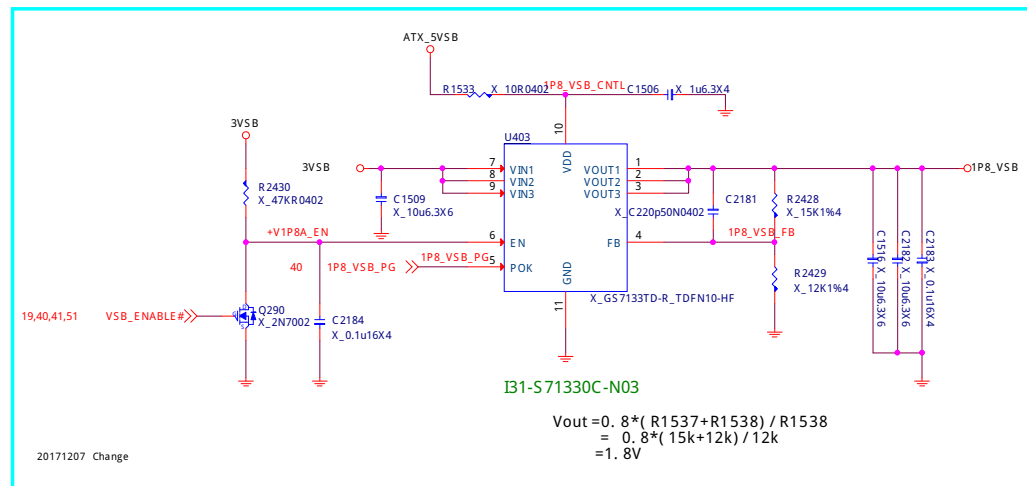 ATX_5VSB
R1533 X_10R0402 1P8_VSB_CNTL C1506 X_1u6.3X4
3VSB
U403
10
VDD
3VSB
7 VIN1 VOUT1 1
8 VIN2 VOUT2 2
9 VIN3 VOUT3 3
1P8_VSB
R2430
X_47KR0402
C1509
X_10u6.3X6
C2181
X_C220p50N0402
R2428
X_15K1%4
+V1P8A_EN
6 EN FB 4
1P8_VSB_FB
40 1P8_VSB_PG 1P8_VSB_PG
5 POK
GND
11
R2429
X_12K1%4
C1516 X_10u6.3X6
C2182 X_10u6.3X6
C2183 X_0.1u16X4
X_GS7133TD-R_TDFN10-HF
19,40,41,51 VSB_ENABLE#
G D S
Q290
X_2N7002
C2184
X_0.1u16X4
I31-S71330C-N03
Vout=0.8*(R1537+R1538)/R1538
= 0.8*(15k+12k)/12k
=1.8V
20171207 Change